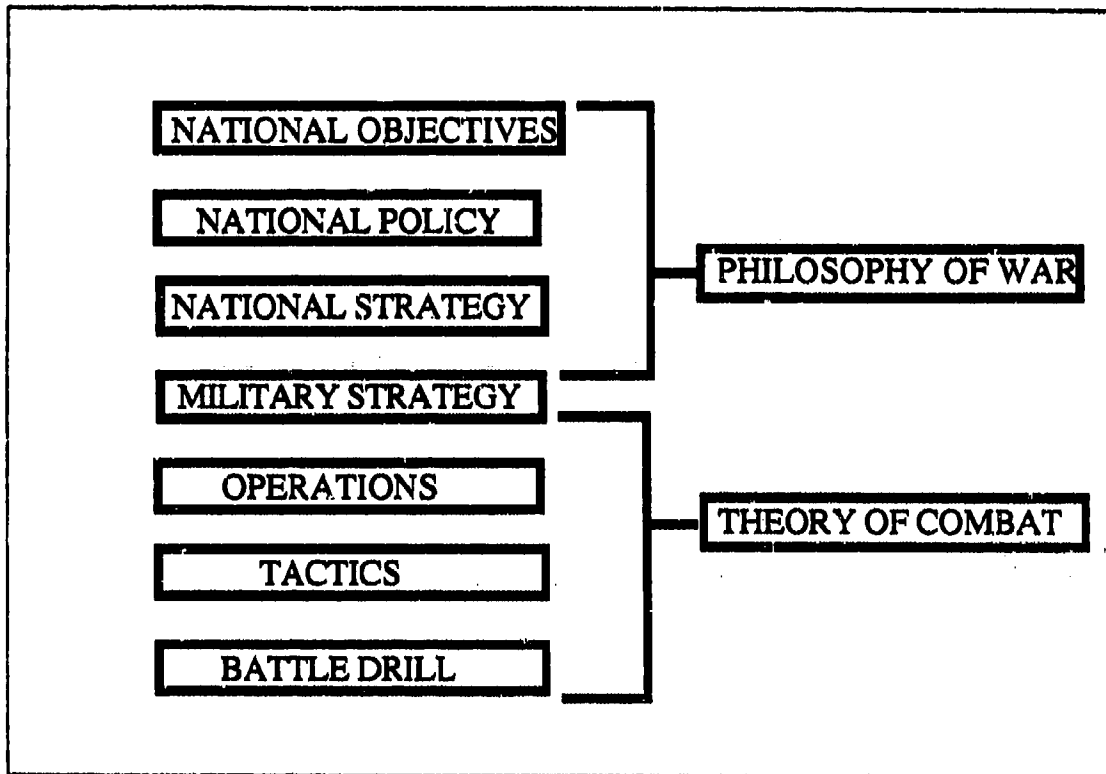 NATIONAL OBJECTIVES
NATIONAL POLICY
NATIONAL STRATEGY
MILITARY STRATEGY
OPERATIONS
TACTICS
BATTLE DRILL
PHILOSOPHY OF WAR
THEORY OF COMBAT